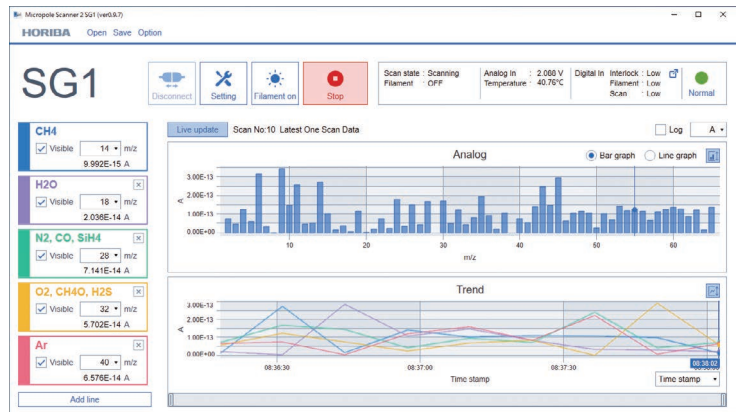 Micropole Scanner 2 SG1 (ver0.9.7)
HORIBA Open Save Option
SG1
Disconnect
Setting
Filament on
Stop
Scan state : Scanning
Filament : OFF
Analog In : 2.088 V
Temperature : 40.76°C
Digital In Interlock : Low
Filament : Low
Scan : Low
Normal
CH4
Visible 14 m/z
9.992E-15 A
H2O
Visible 18 m/z
2.036E-14 A
N2, CO, SiH4
Visible 28 m/z
7.141E-14 A
O2, CH4O, H2S
Visible 32 m/z
5.702E-14 A
Ar
Visible 40 m/z
6.576E-14 A
Add line
Live update Scan No:10 Latest One Scan Data
Log A
Analog
Bar graph Line graph
3.00E-13
2.00E-13
1.00E-13
0.00E+00
A
10 20 30 40 50 60
m/z
Trend
3.00E-13
2.00E-13
1.00E-13
0.00E+00
A
08:36:30 08:37:00 08:37:30 08:38:02
Time stamp
Time stamp